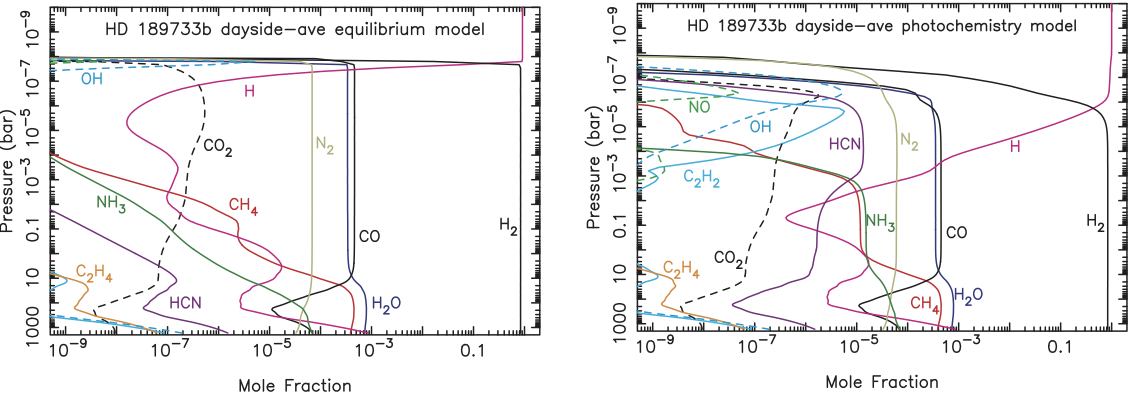 HD 189733b dayside-ave equilibrium model
Pressure (bar)
10⁻⁹
10⁻⁷
10⁻⁵
10⁻³
0.1
10
1000
OH
H
CO₂
N₂
NH₃
CH₄
CO
H₂
C₂H₄
HCN
H₂O
10⁻⁹ 10⁻⁷ 10⁻⁵ 10⁻³ 0.1
Mole Fraction
HD 189733b dayside-ave photochemistry model
Pressure (bar)
10⁻⁹
10⁻⁷
10⁻⁵
10⁻³
0.1
10
1000
NO
OH
HCN
N₂
H
C₂H₂
NH₃
H₂
CO
CO₂
C₂H₄
CH₄
H₂O
10⁻⁹ 10⁻⁷ 10⁻⁵ 10⁻³ 0.1
Mole Fraction